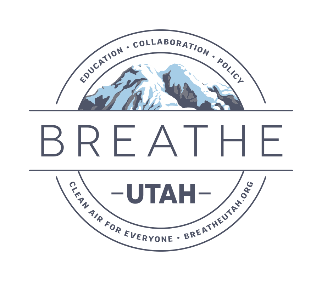 EDUCATION • COLLABORATION • POLICY
BREATHE
–UTAH–
CLEAN AIR FOR EVERYONE • BREATHEUTAH.ORG